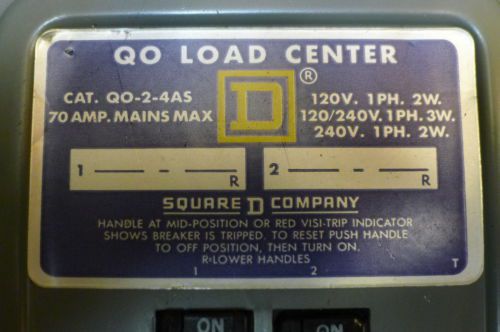 QO LOAD CENTER
D ®
CAT. QO-2-4AS
70 AMP. MAINS MAX
120V. 1PH. 2W.
120/240V. 1PH. 3W.
240V. 1PH. 2W.
1 — - — R
2 — - — R
SQUARE D COMPANY
HANDLE AT MID-POSITION OR RED VISI-TRIP INDICATOR
SHOWS BREAKER IS TRIPPED. TO RESET PUSH HANDLE
TO OFF POSITION, THEN TURN ON.
R-LOWER HANDLES
1 2 T
ON ON